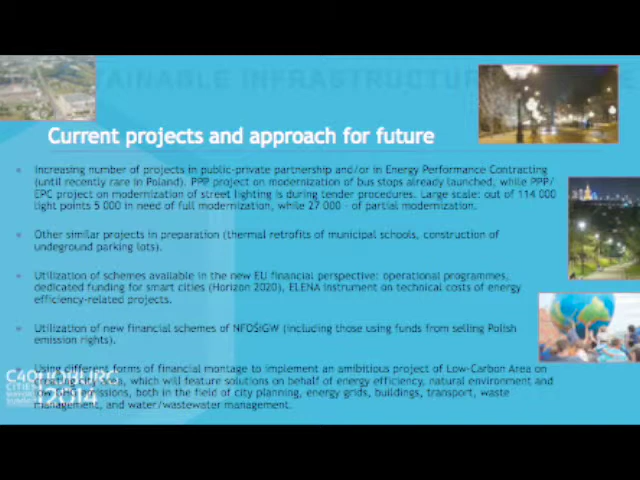 TAINABLE INFRASTRUCTUR
Current projects and approach for future
Increasing number of projects in public-private partnership and/or in Energy Performance Contracting
(until recently rare in Poland). PPP project on modernization of bus stops already launched, while PPP/
EPC project on modernization of street lighting is during tender procedures. Large scale: out of 114 000
light points 5 000 in need of full modernization, while 27 000 - of partial modernization.
Other similar projects in preparation (thermal retrofits of municipal schools, construction of
undeground parking lots).
Utilization of schemes available in the new EU financial perspective: operational programmes,
dedicated funding for smart cities (Horizon 2020), ELENA instrument on technical costs of energy
efficiency-related projects.
Utilization of new financial schemes of NFOŚiGW (including those using funds from selling Polish
emission rights).
Using different forms of financial montage to implement an ambitious project of Low-Carbon Area on
area, which will feature solutions on behalf of energy efficiency, natural environment and
emissions, both in the field of city planning, energy grids, buildings, transport, waste
management, and water/wastewater management.
C40 JOBURG
CITIES
MAYORS
SUMMIT
2014